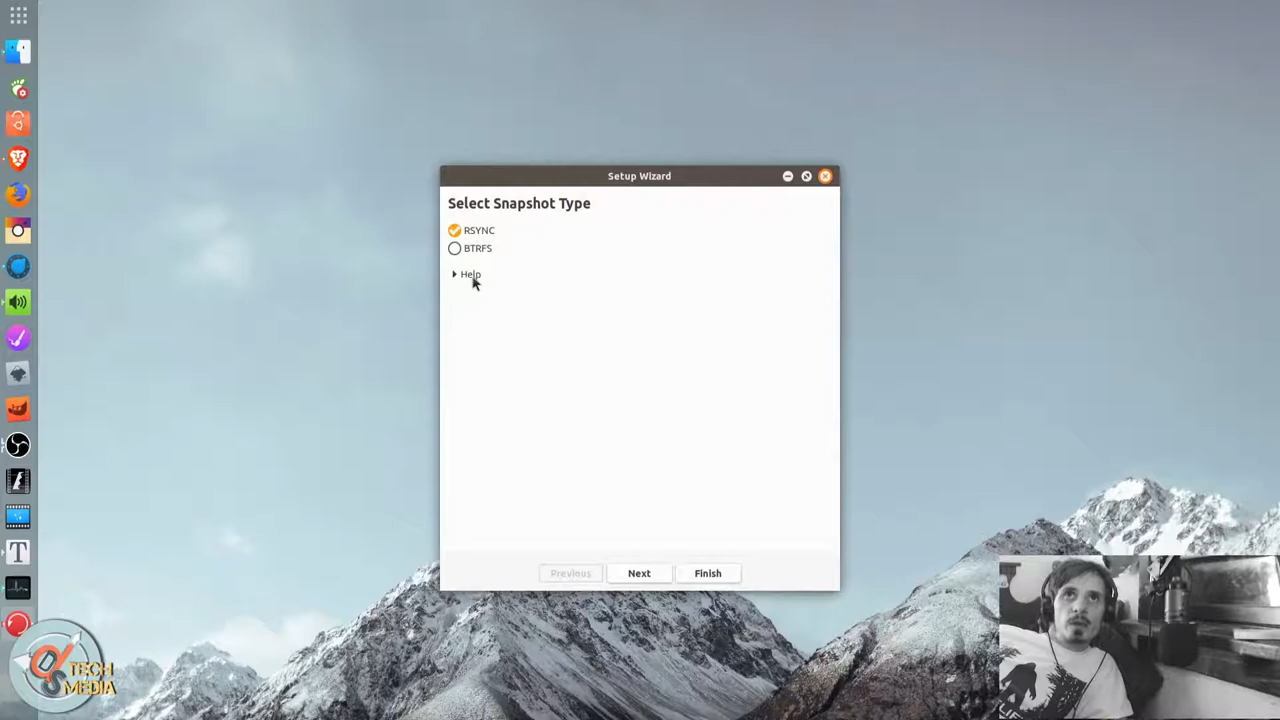 Setup Wizard
Select Snapshot Type
RSYNC
BTRFS
Help
Previous
Next
Finish
TECH
MEDIA